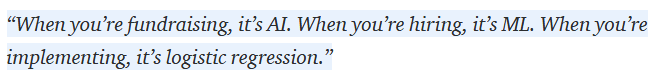 “When you’re fundraising, it’s AI. When you’re hiring, it’s ML. When you’re
implementing, it’s logistic regression.”